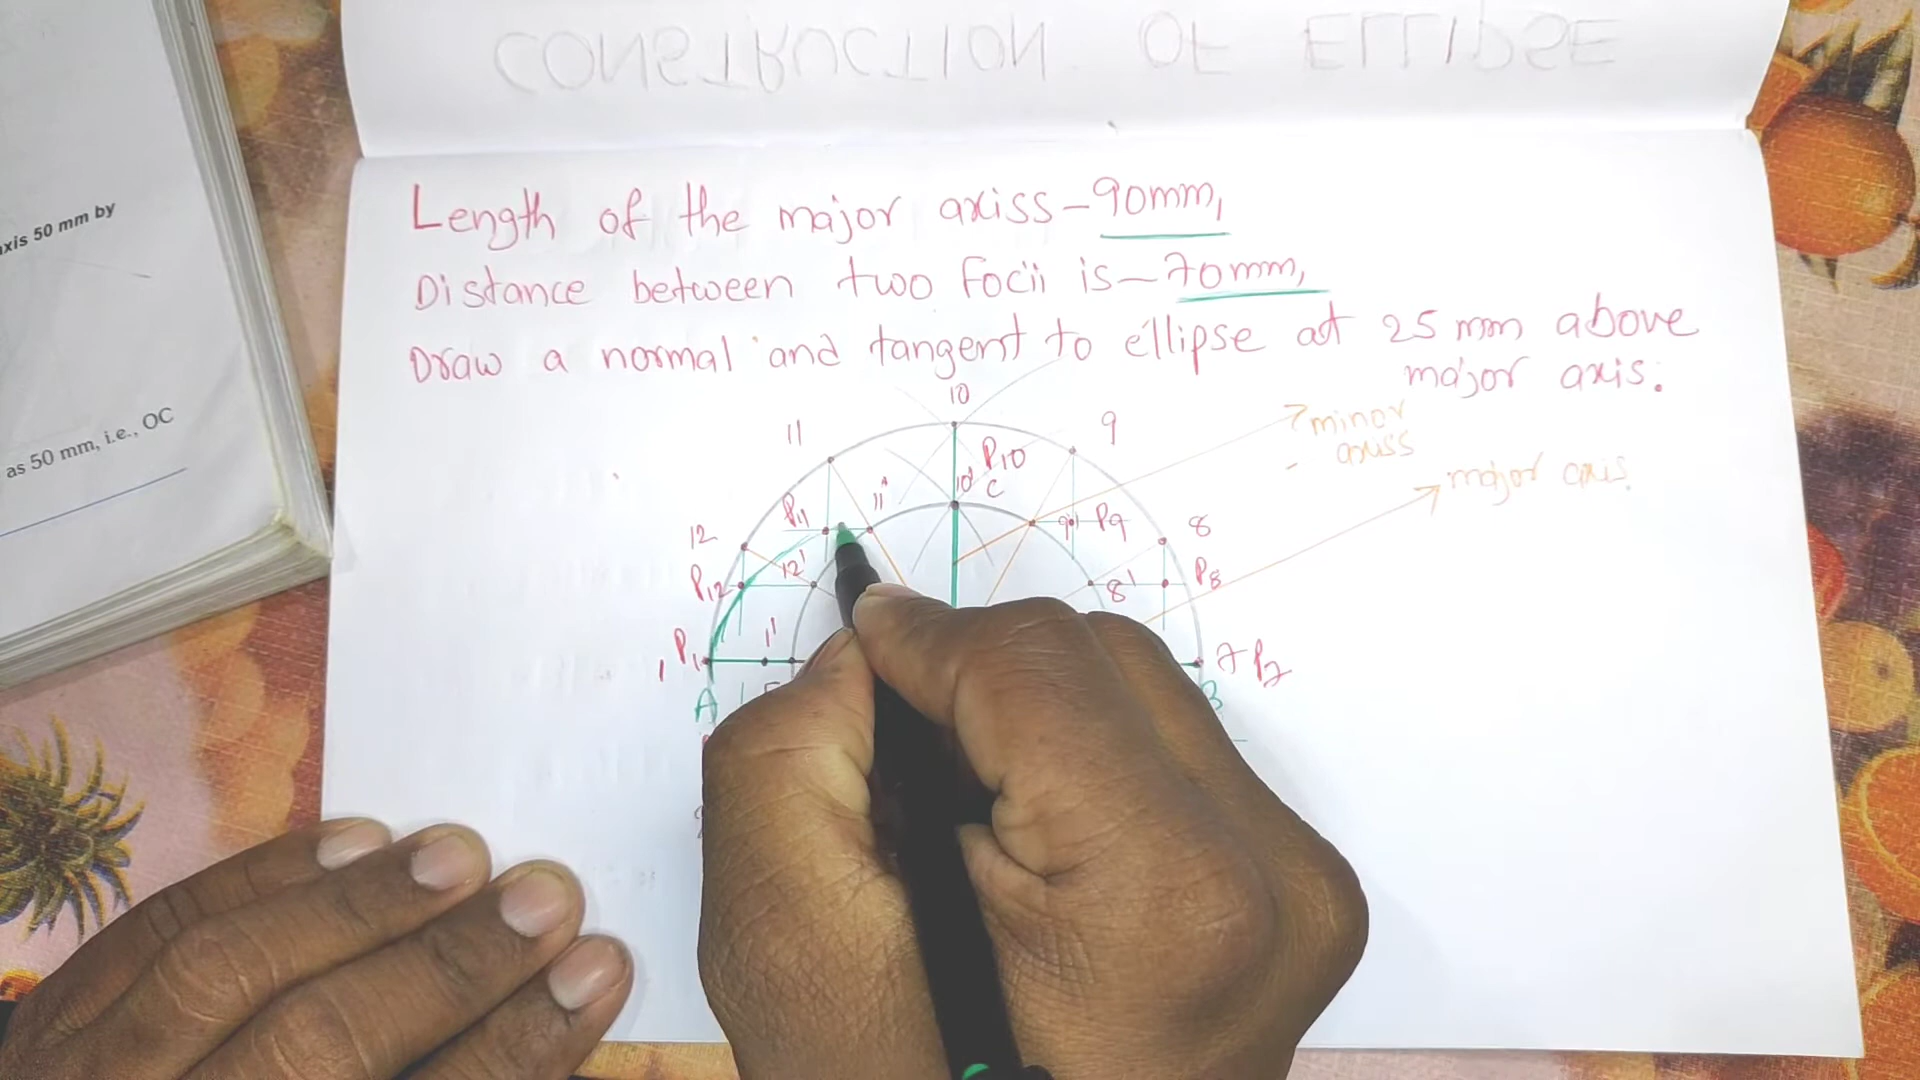 CONSTRUCTION OF ELLIPSE
xis 50 mm by
as 50 mm, i.e., OC
Length of the major axiss-90mm,
Distance between two Focii is-70mm,
Draw a normal and tangent to ellipse at 25 mm above
major axis.
10
11
9
minor
axiss
P10
10'
C
major axis.
P11
11'
9'
P9
8
12
12'
P12
8'
P8
1
P1
1'
7 P7
A
B